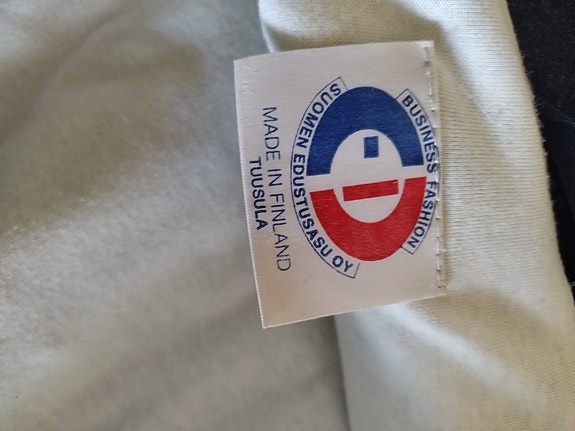 BUSINESS FASHION
SUOMEN EDUSTUSASU OY
MADE IN FINLAND
TUUSULA